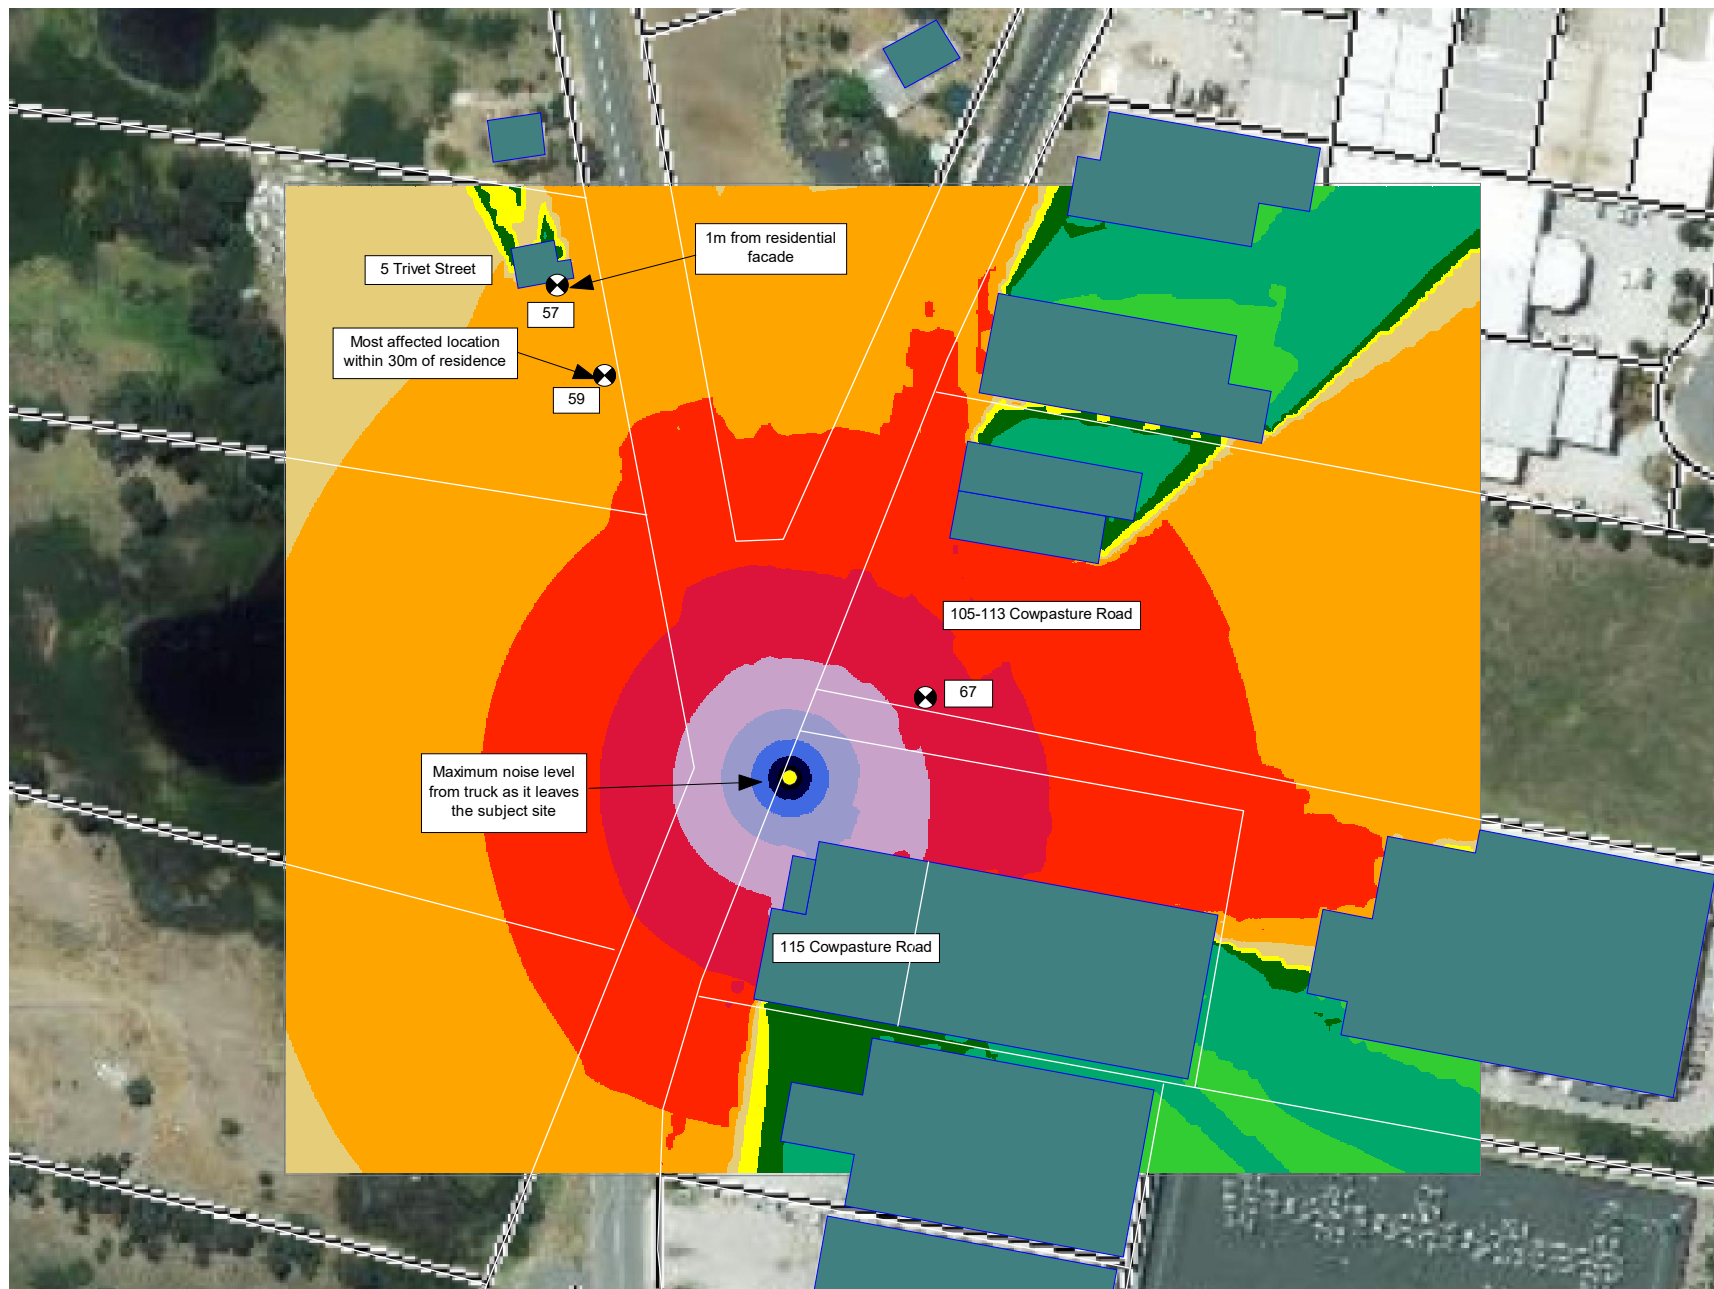 1m from residential
facade
5 Trivet Street
57
Most affected location
within 30m of residence
59
105-113 Cowpasture Road
67
Maximum noise level
from truck as it leaves
the subject site
115 Cowpasture Road